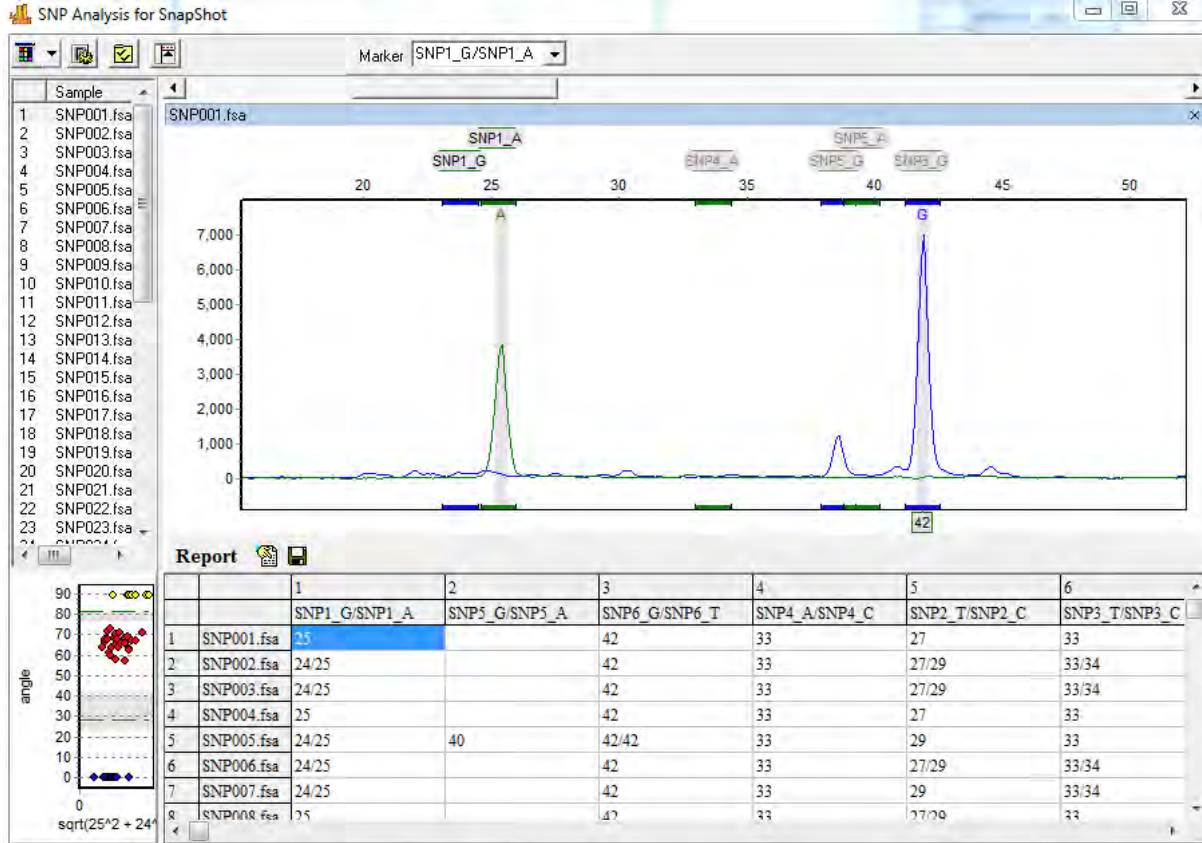 SNP Analysis for SnapShot
Marker SNP1_G/SNP1_A
Sample
1 SNP001.fsa
2 SNP002.fsa
3 SNP003.fsa
4 SNP004.fsa
5 SNP005.fsa
6 SNP006.fsa
7 SNP007.fsa
8 SNP008.fsa
9 SNP009.fsa
10 SNP010.fsa
11 SNP011.fsa
12 SNP012.fsa
13 SNP013.fsa
14 SNP014.fsa
15 SNP015.fsa
16 SNP016.fsa
17 SNP017.fsa
18 SNP018.fsa
19 SNP019.fsa
20 SNP020.fsa
21 SNP021.fsa
22 SNP022.fsa
23 SNP023.fsa
SNP001.fsa
SNP1_A SNP5_A
SNP1_G SNP4_A SNP5_G SNP3_G
20 25 30 35 40 45 50
A G
7,000
6,000
5,000
4,000
3,000
2,000
1,000
0
42
Report
1 2 3 4 5 6
SNP1_G/SNP1_A SNP5_G/SNP5_A SNP6_G/SNP6_T SNP4_A/SNP4_C SNP2_T/SNP2_C SNP3_T/SNP3_C
1 SNP001.fsa 25 42 33 27 33
2 SNP002.fsa 24/25 42 33 27/29 33/34
3 SNP003.fsa 24/25 42 33 27/29 33/34
4 SNP004.fsa 25 42 33 27 33
5 SNP005.fsa 24/25 40 42/42 33 29 33
6 SNP006.fsa 24/25 42 33 27/29 33/34
7 SNP007.fsa 24/25 42 33 29 33/34
8 SNP008.fsa 25 42 33 27/29 33
90
80
70
60
50
40
30
20
10
0
angle
0
sqrt(25^2 + 24^